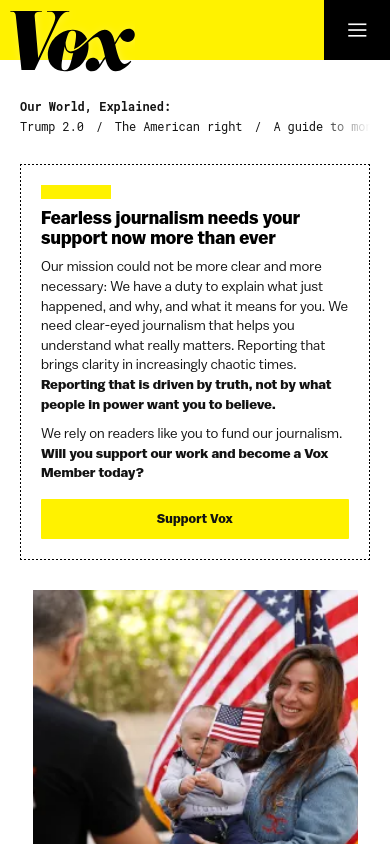 Vox
Our World, Explained:
Trump 2.0 / The American right / A guide to
Fearless journalism needs your
support now more than ever
Our mission could not be more clear and more
necessary: We have a duty to explain what just
happened, and why, and what it means for you. We
need clear-eyed journalism that helps you
understand what really matters. Reporting that
brings clarity in increasingly chaotic times.
Reporting that is driven by truth, not by what
people in power want you to believe.
We rely on readers like you to fund our journalism.
Will you support our work and become a Vox
Member today?
Support Vox